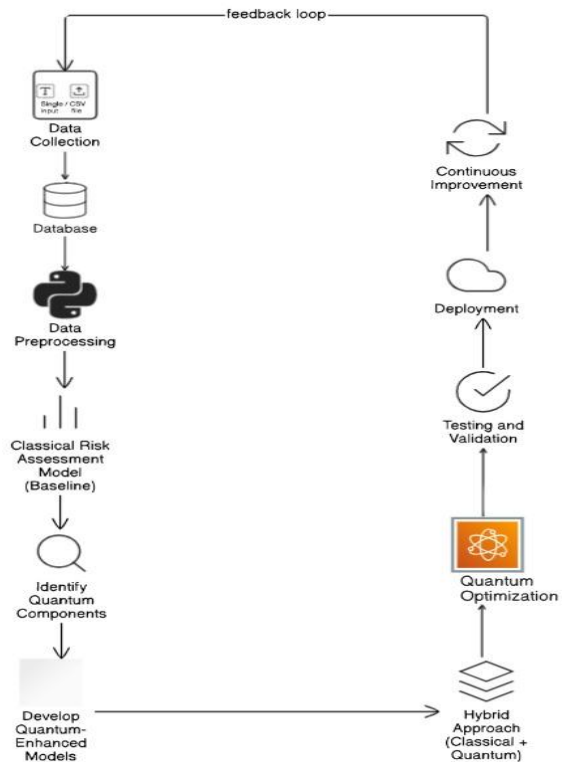 feedback loop
T
Single / CSV
input file
Data
Collection
Database
Data
Preprocessing
Classical Risk
Assessment
Model
(Baseline)
Identify
Quantum
Components
Develop
Quantum-
Enhanced
Models
Hybrid
Approach
(Classical +
Quantum)
Quantum
Optimization
Testing and
Validation
Deployment
Continuous
Improvement